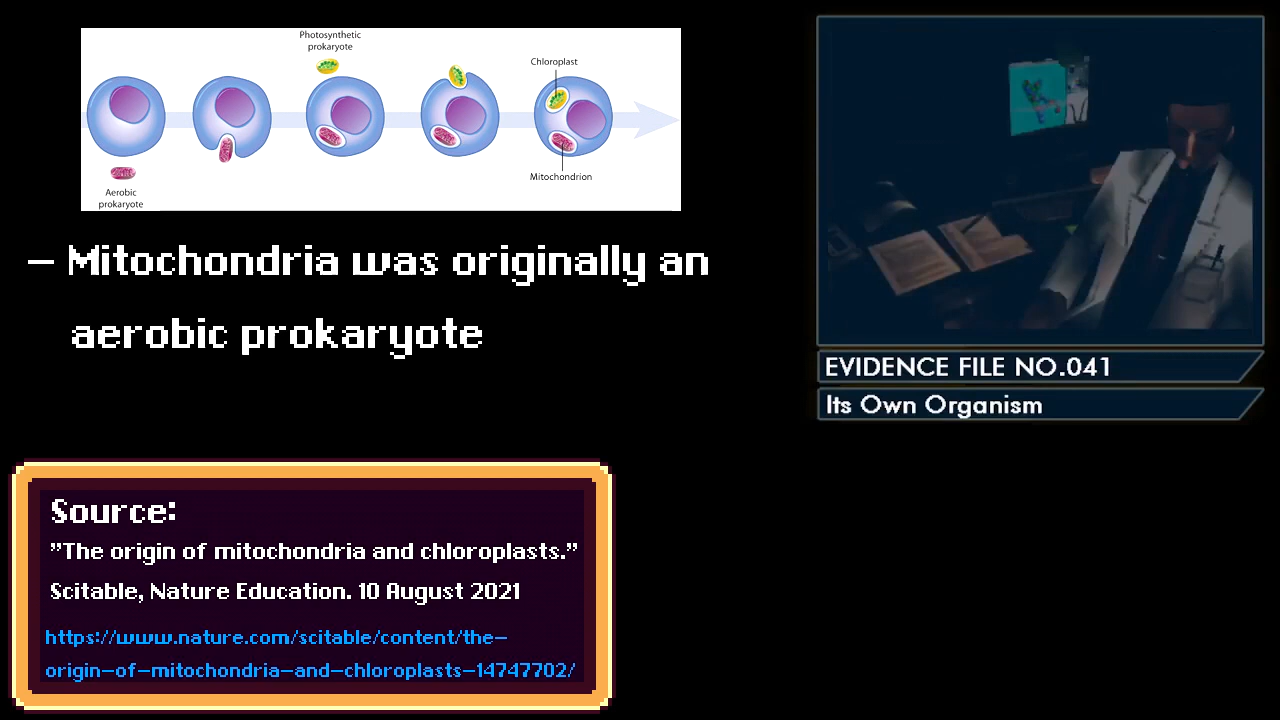 Photosynthetic
prokaryote
Chloroplast
Mitochondrion
Aerobic
prokaryote
– Mitochondria was originally an
aerobic prokaryote
EVIDENCE FILE NO.041
Its Own Organism
Source:
”The origin of mitochondria and chloroplasts.”
Scitable, Nature Education. 10 August 2021
https://www.nature.com/scitable/content/the-
origin-of-mitochondria-and-chloroplasts-14747702/